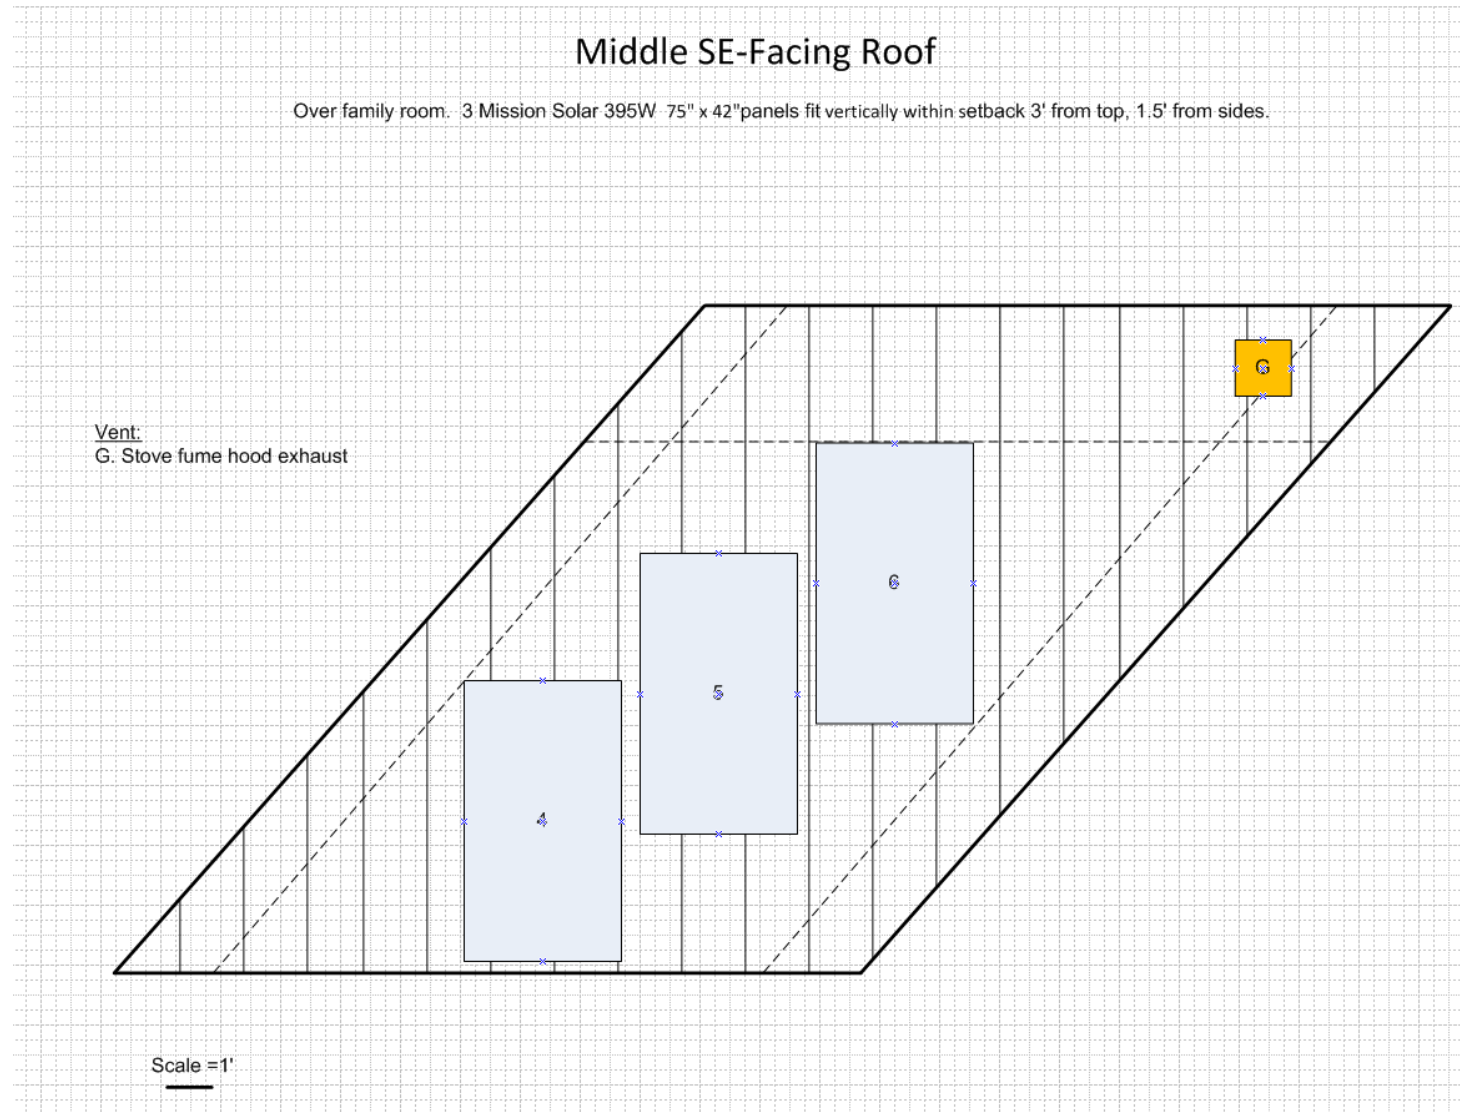 Middle SE-Facing Roof
Over family room. 3 Mission Solar 395W 75" x 42"panels fit vertically within setback 3' from top, 1.5' from sides.
G
Vent:
G. Stove fume hood exhaust
6
5
4
Scale =1'